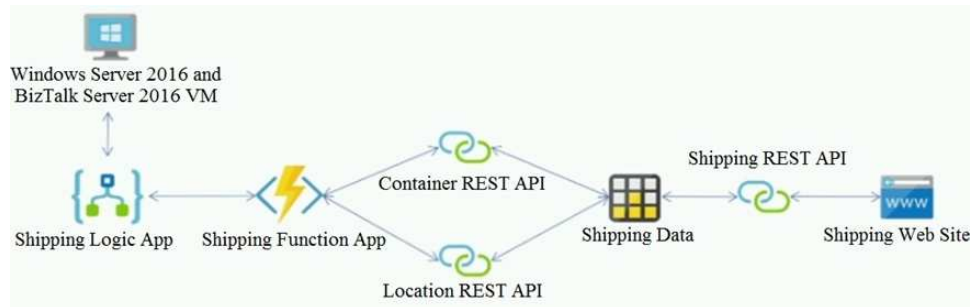 Windows Server 2016 and
BizTalk Server 2016 VM
Shipping REST API
Container REST API
WWW
Shipping Logic App
Shipping Function App
Shipping Data
Shipping Web Site
Location REST API